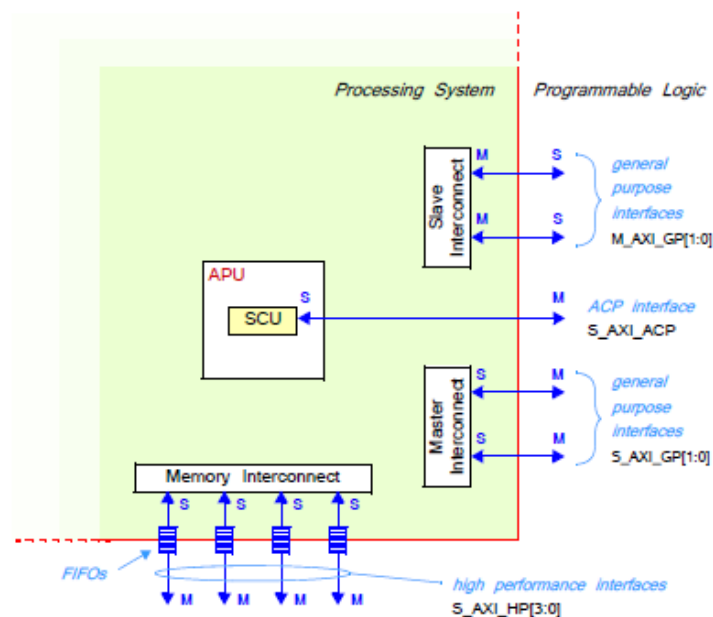 Processing System
Programmable Logic
M
S
M
S
Slave
Interconnect
general
purpose
interfaces
M_AXI_GP[1:0]
APU
SCU
S
M
ACP interface
S_AXI_ACP
S
M
S
M
Master
Interconnect
general
purpose
interfaces
S_AXI_GP[1:0]
Memory Interconnect
S
S
S
S
FIFOs
M
M
M
M
high performance interfaces
S_AXI_HP[3:0]